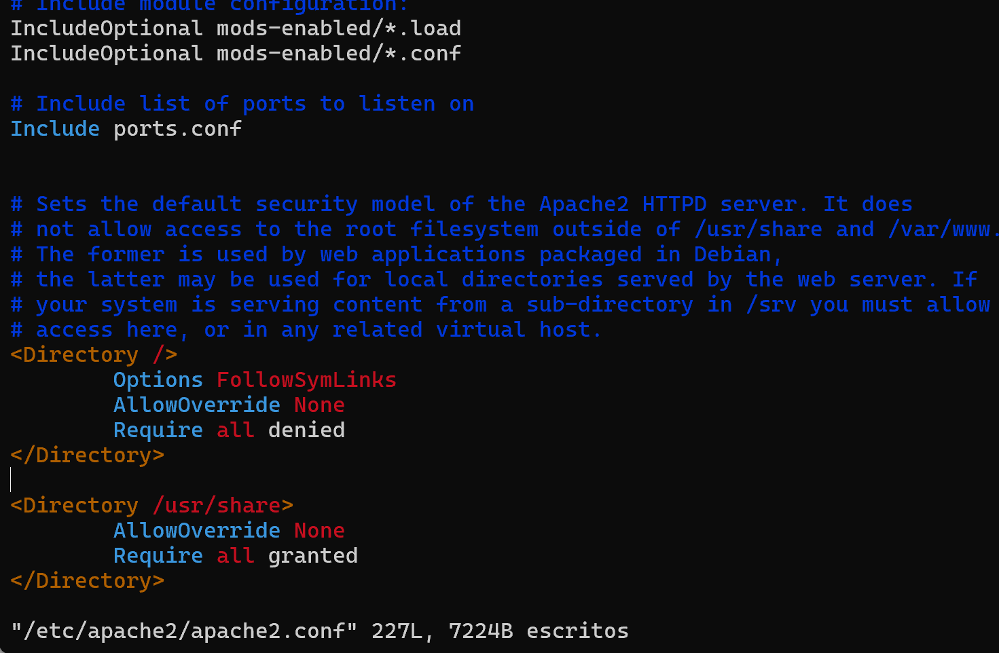 # Include module configuration:
IncludeOptional mods-enabled/*.load
IncludeOptional mods-enabled/*.conf
# Include list of ports to listen on
Include ports.conf
# Sets the default security model of the Apache2 HTTPD server. It does
# not allow access to the root filesystem outside of /usr/share and /var/www.
# The former is used by web applications packaged in Debian,
# the latter may be used for local directories served by the web server. If
# your system is serving content from a sub-directory in /srv you must allow
# access here, or in any related virtual host.
<Directory />
        Options FollowSymLinks
        AllowOverride None
        Require all denied
</Directory>
<Directory /usr/share>
        AllowOverride None
        Require all granted
</Directory>
"/etc/apache2/apache2.conf" 227L, 7224B escritos